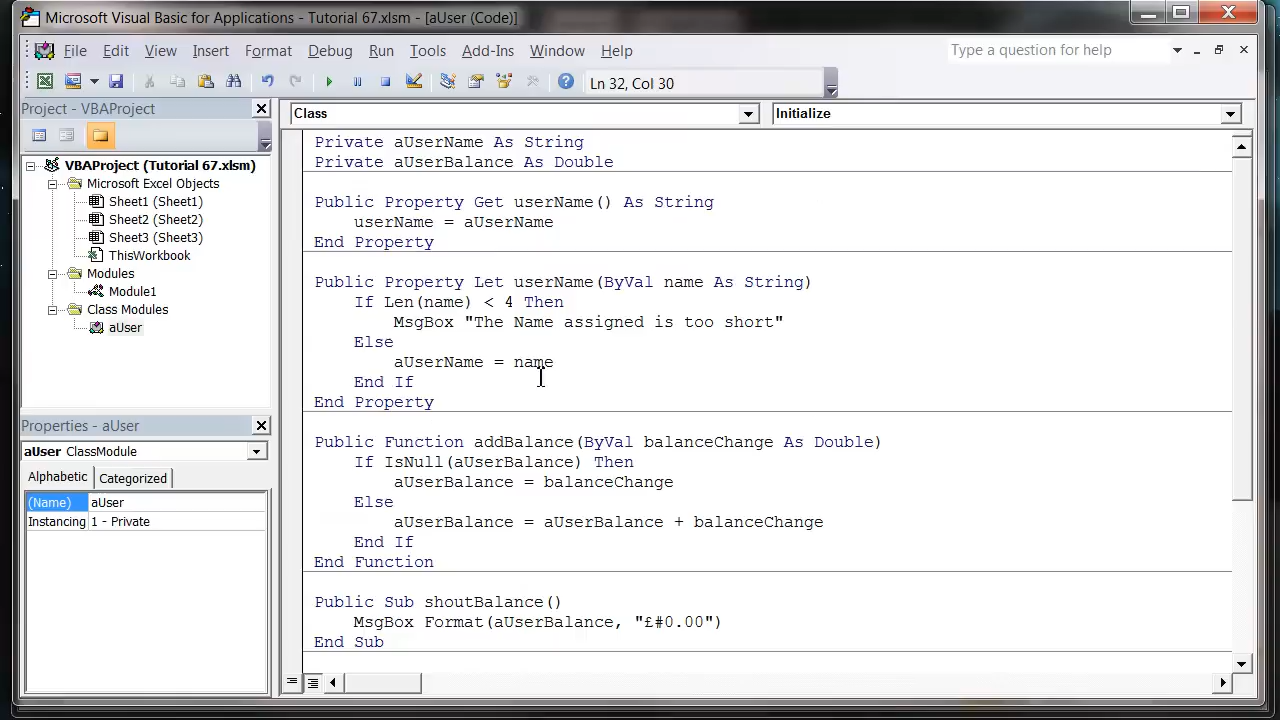 Microsoft Visual Basic for Applications - Tutorial 67.xlsm - [aUser (Code)]
File Edit View Insert Format Debug Run Tools Add-Ins Window Help
Type a question for help
Ln 32, Col 30
Project - VBAProject
VBAProject (Tutorial 67.xlsm)
Microsoft Excel Objects
Sheet1 (Sheet1)
Sheet2 (Sheet2)
Sheet3 (Sheet3)
ThisWorkbook
Modules
Module1
Class Modules
aUser
Properties - aUser
aUser ClassModule
Alphabetic Categorized
(Name) aUser
Instancing 1 - Private
Class Initialize
Private aUserName As String
Private aUserBalance As Double
Public Property Get userName() As String
userName = aUserName
End Property
Public Property Let userName(ByVal name As String)
If Len(name) < 4 Then
MsgBox "The Name assigned is too short"
Else
aUserName = name
End If
End Property
Public Function addBalance(ByVal balanceChange As Double)
If IsNull(aUserBalance) Then
aUserBalance = balanceChange
Else
aUserBalance = aUserBalance + balanceChange
End If
End Function
Public Sub shoutBalance()
MsgBox Format(aUserBalance, "£#0.00")
End Sub